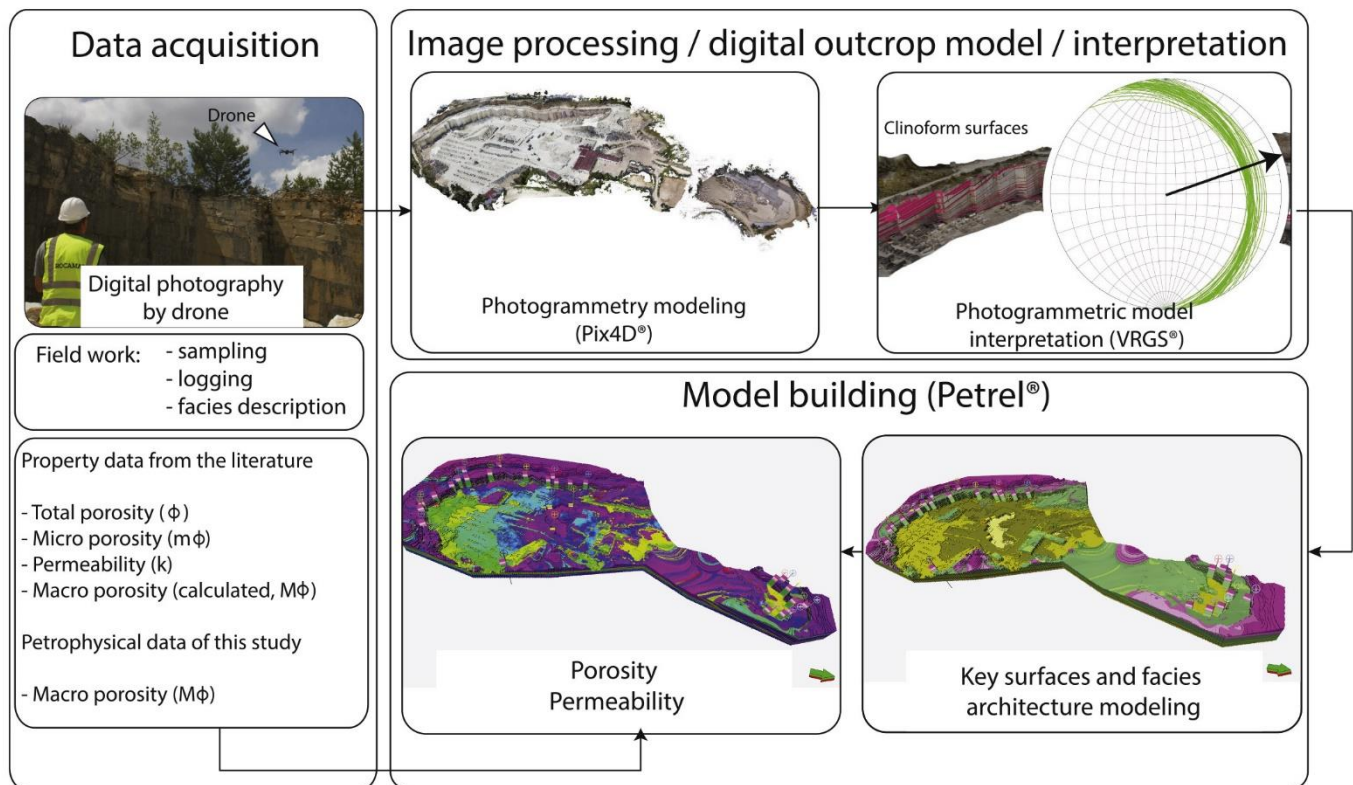 Data acquisition
Drone
SOCAMA
Digital photography
by drone
Field work:
- sampling
- logging
- facies description
Property data from the literature
- Total porosity (ϕ)
- Micro porosity (mϕ)
- Permeability (k)
- Macro porosity (calculated, Mϕ)
Petrophysical data of this study
- Macro porosity (Mϕ)
Image processing / digital outcrop model / interpretation
Photogrammetry modeling
(Pix4D®)
Clinoform surfaces
Photogrammetric model
interpretation (VRGS®)
Model building (Petrel®)
Porosity
Permeability
Key surfaces and facies
architecture modeling